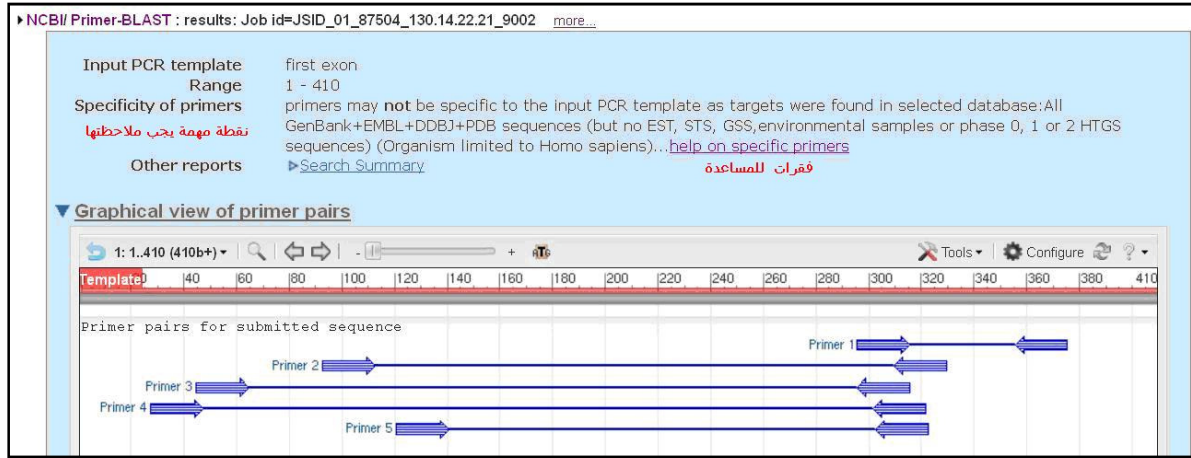 NCBI/ Primer-BLAST : results: Job id=JSID_01_87504_130.14.22.21_9002 more...
Input PCR template first exon
Range 1 - 410
Specificity of primers primers may not be specific to the input PCR template as targets were found in selected database:All
نقطة مهمة يجب ملاحظتها GenBank+EMBL+DDBJ+PDB sequences (but no EST, STS, GSS,environmental samples or phase 0, 1 or 2 HTGS
sequences) (Organism limited to Homo sapiens)...help on specific primers
Other reports Search Summary فقرات للمساعدة
Graphical view of primer pairs
1: 1..410 (410b+) - + ATG Tools Configure ?
Template 40 60 80 100 120 140 160 180 200 220 240 260 280 300 320 340 360 380 410
Primer pairs for submitted sequence
Primer 1
Primer 2
Primer 3
Primer 4
Primer 5